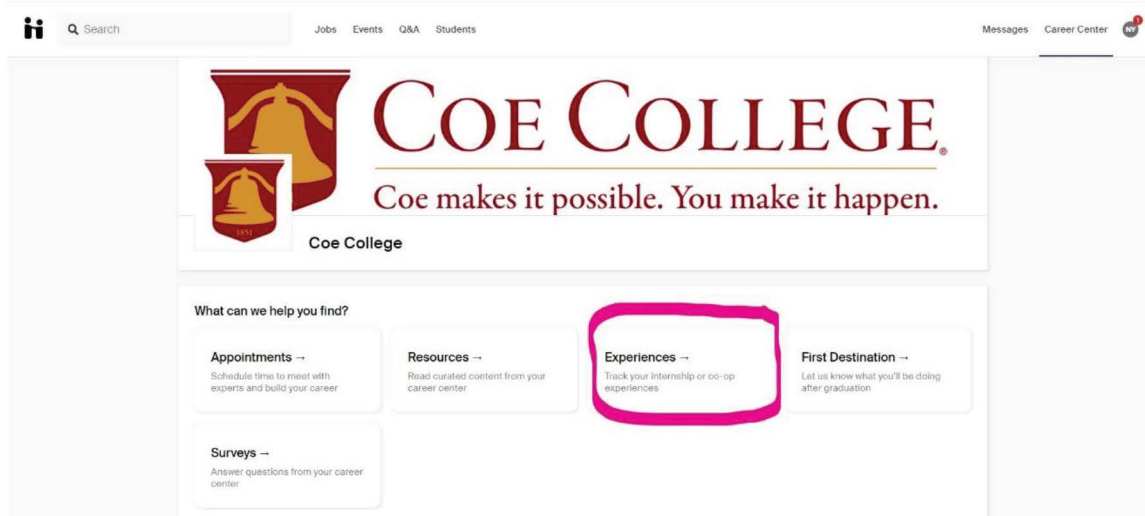 Search
Jobs Events Q&A Students
Messages Career Center NY 1
COE COLLEGE®
Coe makes it possible. You make it happen.
1851
Coe College
What can we help you find?
Appointments →
Schedule time to meet with
experts and build your career
Resources →
Read curated content from your
career center
Experiences →
Track your internship or co-op
experiences
First Destination →
Let us know what you'll be doing
after graduation
Surveys →
Answer questions from your career
center